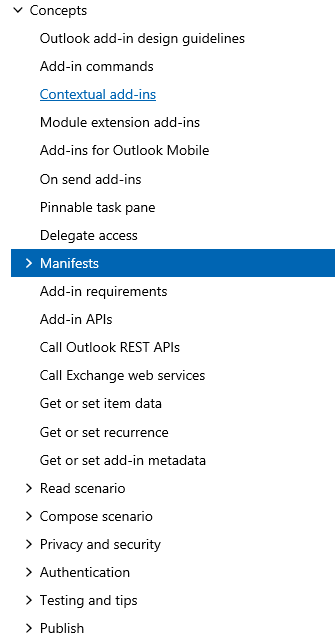 Concepts
Outlook add-in design guidelines
Add-in commands
Contextual add-ins
Module extension add-ins
Add-ins for Outlook Mobile
On send add-ins
Pinnable task pane
Delegate access
Manifests
Add-in requirements
Add-in APIs
Call Outlook REST APIs
Call Exchange web services
Get or set item data
Get or set recurrence
Get or set add-in metadata
Read scenario
Compose scenario
Privacy and security
Authentication
Testing and tips
Publish